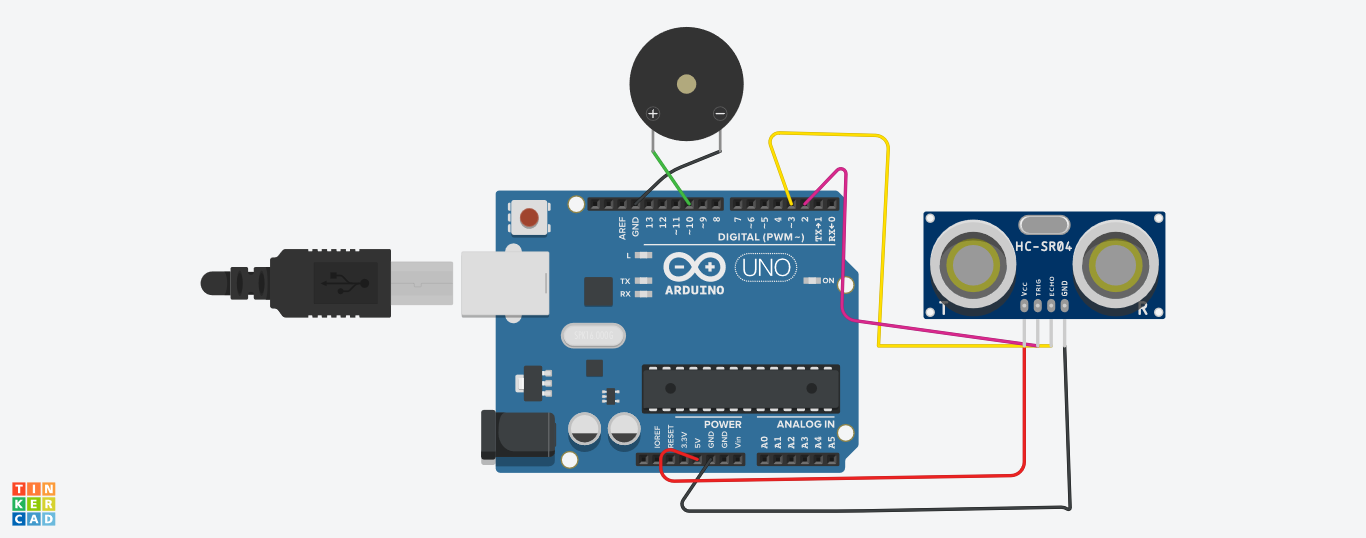 + −
AREF GND 13 12 ~11 ~10 ~9 8 7 ~6 ~5 4 ~3 2 TX→1 RX←0
DIGITAL (PWM~)
L
TX
RX
ARDUINO
UNO
ON
HC-SR04
VCC TRIG ECHO GND
T R
POWER ANALOG IN
IOREF RESET 3.3V 5V GND GND Vin A0 A1 A2 A3 A4 A5
TIN
KER
CAD